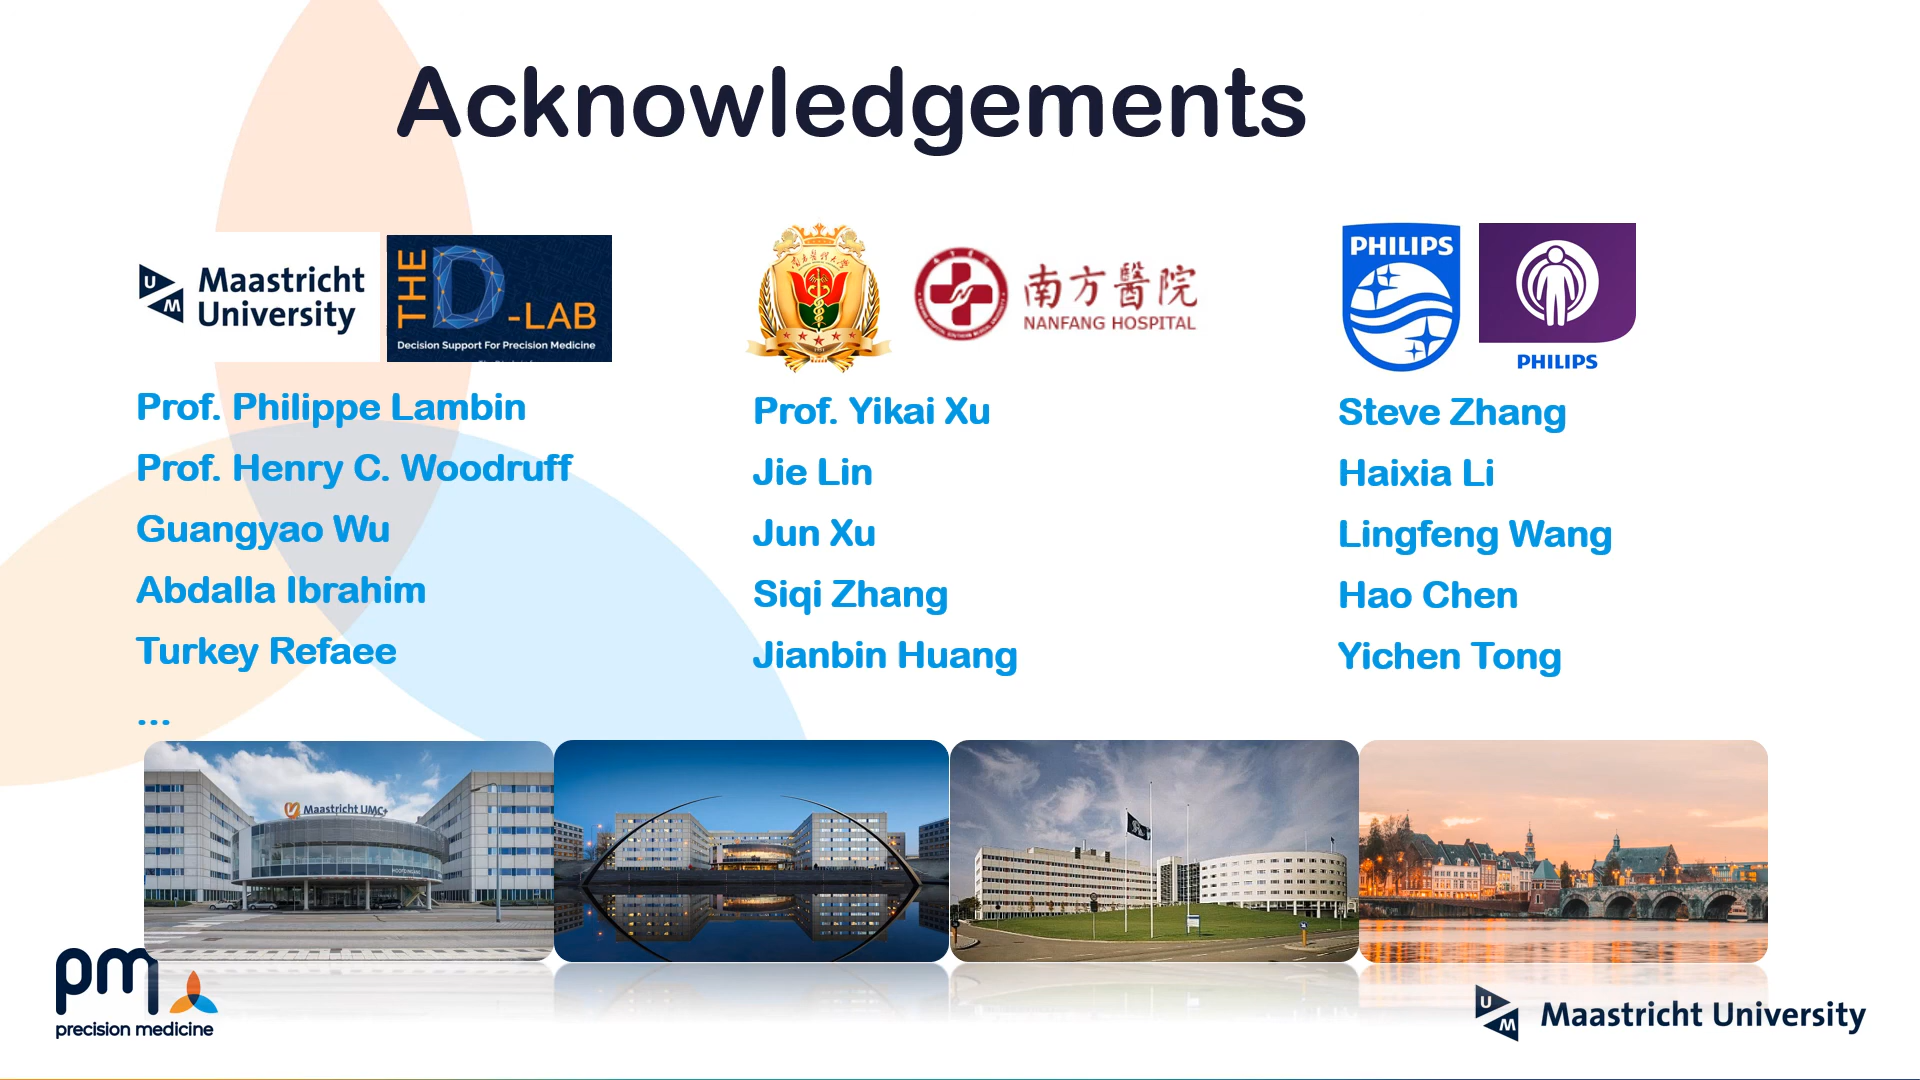 Acknowledgements
UM Maastricht University
THE D-LAB
Decision Support For Precision Medicine
南方醫院
NANFANG HOSPITAL
PHILIPS
PHILIPS
Prof. Philippe Lambin
Prof. Henry C. Woodruff
Guangyao Wu
Abdalla Ibrahim
Turkey Refaee
...
Prof. Yikai Xu
Jie Lin
Jun Xu
Siqi Zhang
Jianbin Huang
Steve Zhang
Haixia Li
Lingfeng Wang
Hao Chen
Yichen Tong
Maastricht UMC+
pm
precision medicine
UM Maastricht University